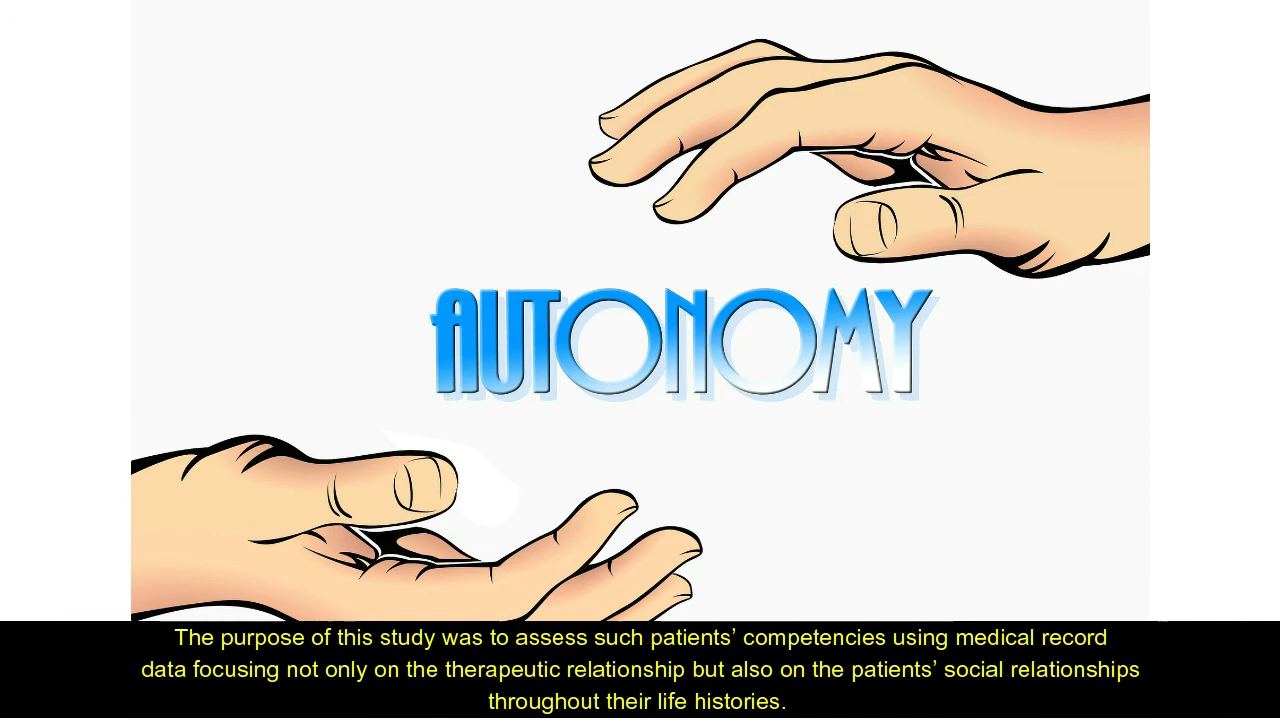 AUTONOMY
The purpose of this study was to assess such patients’ competencies using medical record
data focusing not only on the therapeutic relationship but also on the patients’ social relationships
throughout their life histories.